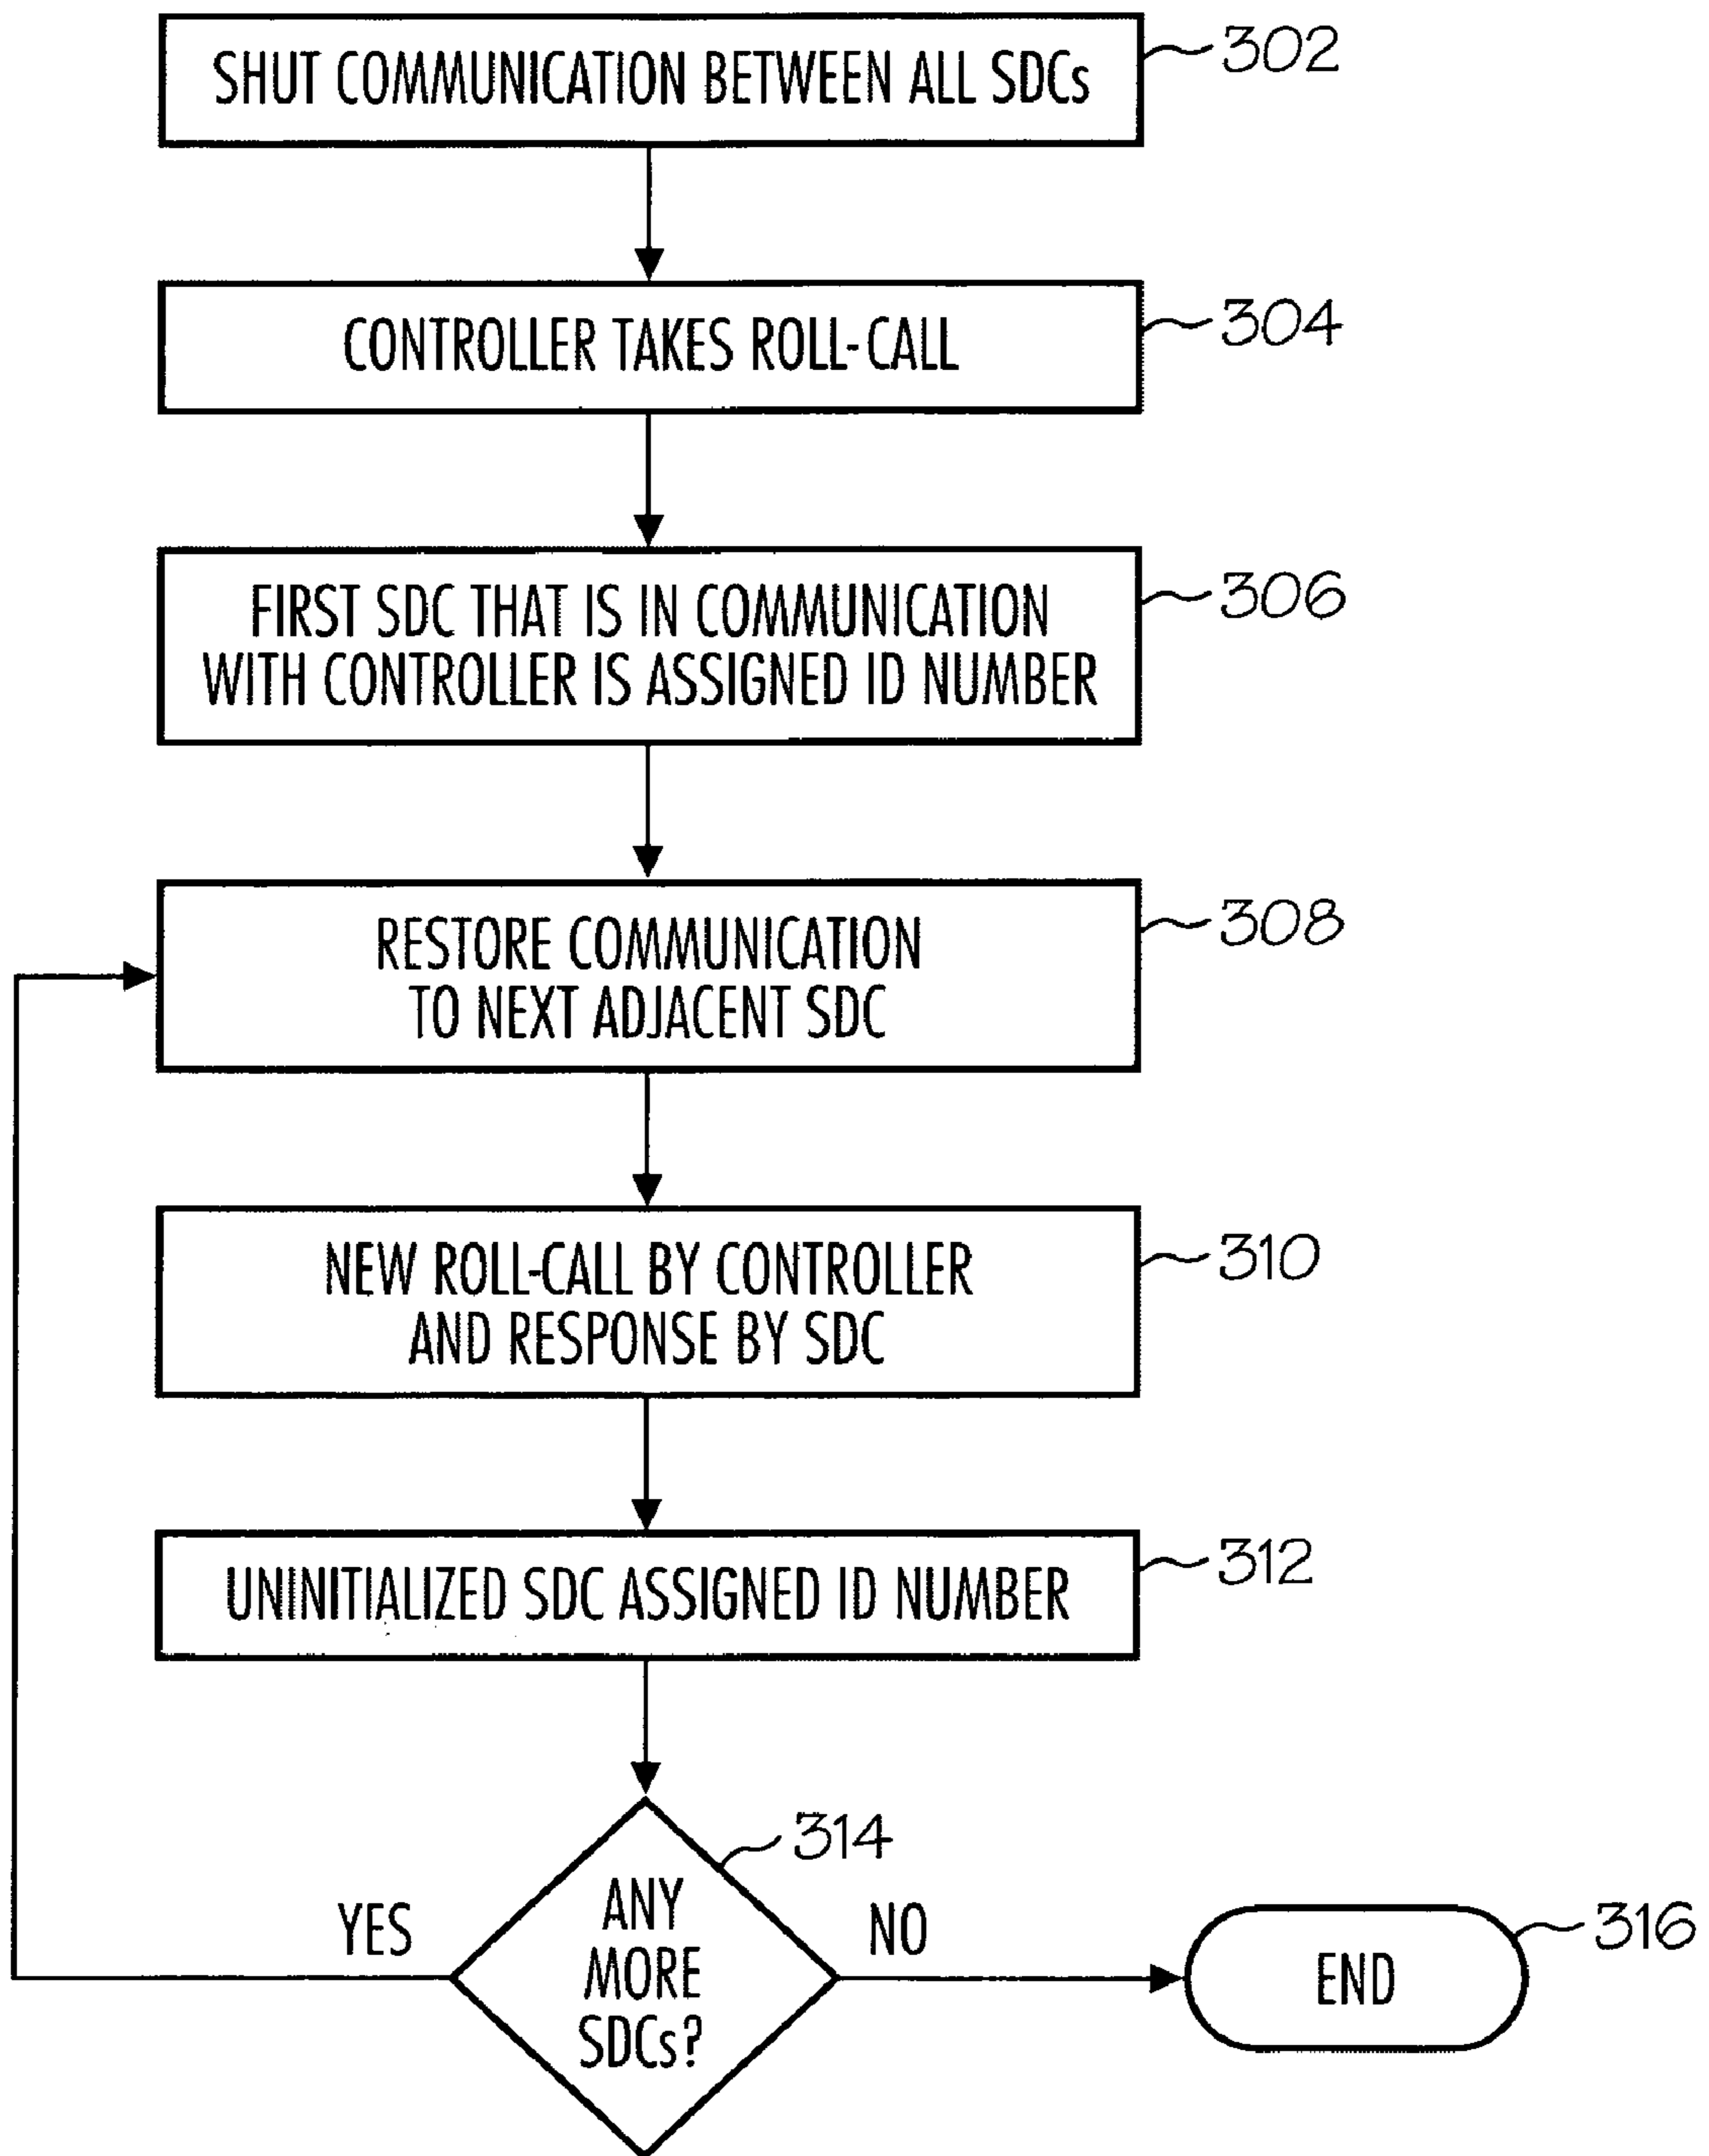 SHUT COMMUNICATION BETWEEN ALL SDCs
302
CONTROLLER TAKES ROLL-CALL
304
FIRST SDC THAT IS IN COMMUNICATION
WITH CONTROLLER IS ASSIGNED ID NUMBER
306
RESTORE COMMUNICATION
TO NEXT ADJACENT SDC
308
NEW ROLL-CALL BY CONTROLLER
AND RESPONSE BY SDC
310
UNINITIALIZED SDC ASSIGNED ID NUMBER
312
314
YES
ANY
MORE
SDCs?
NO
END
316